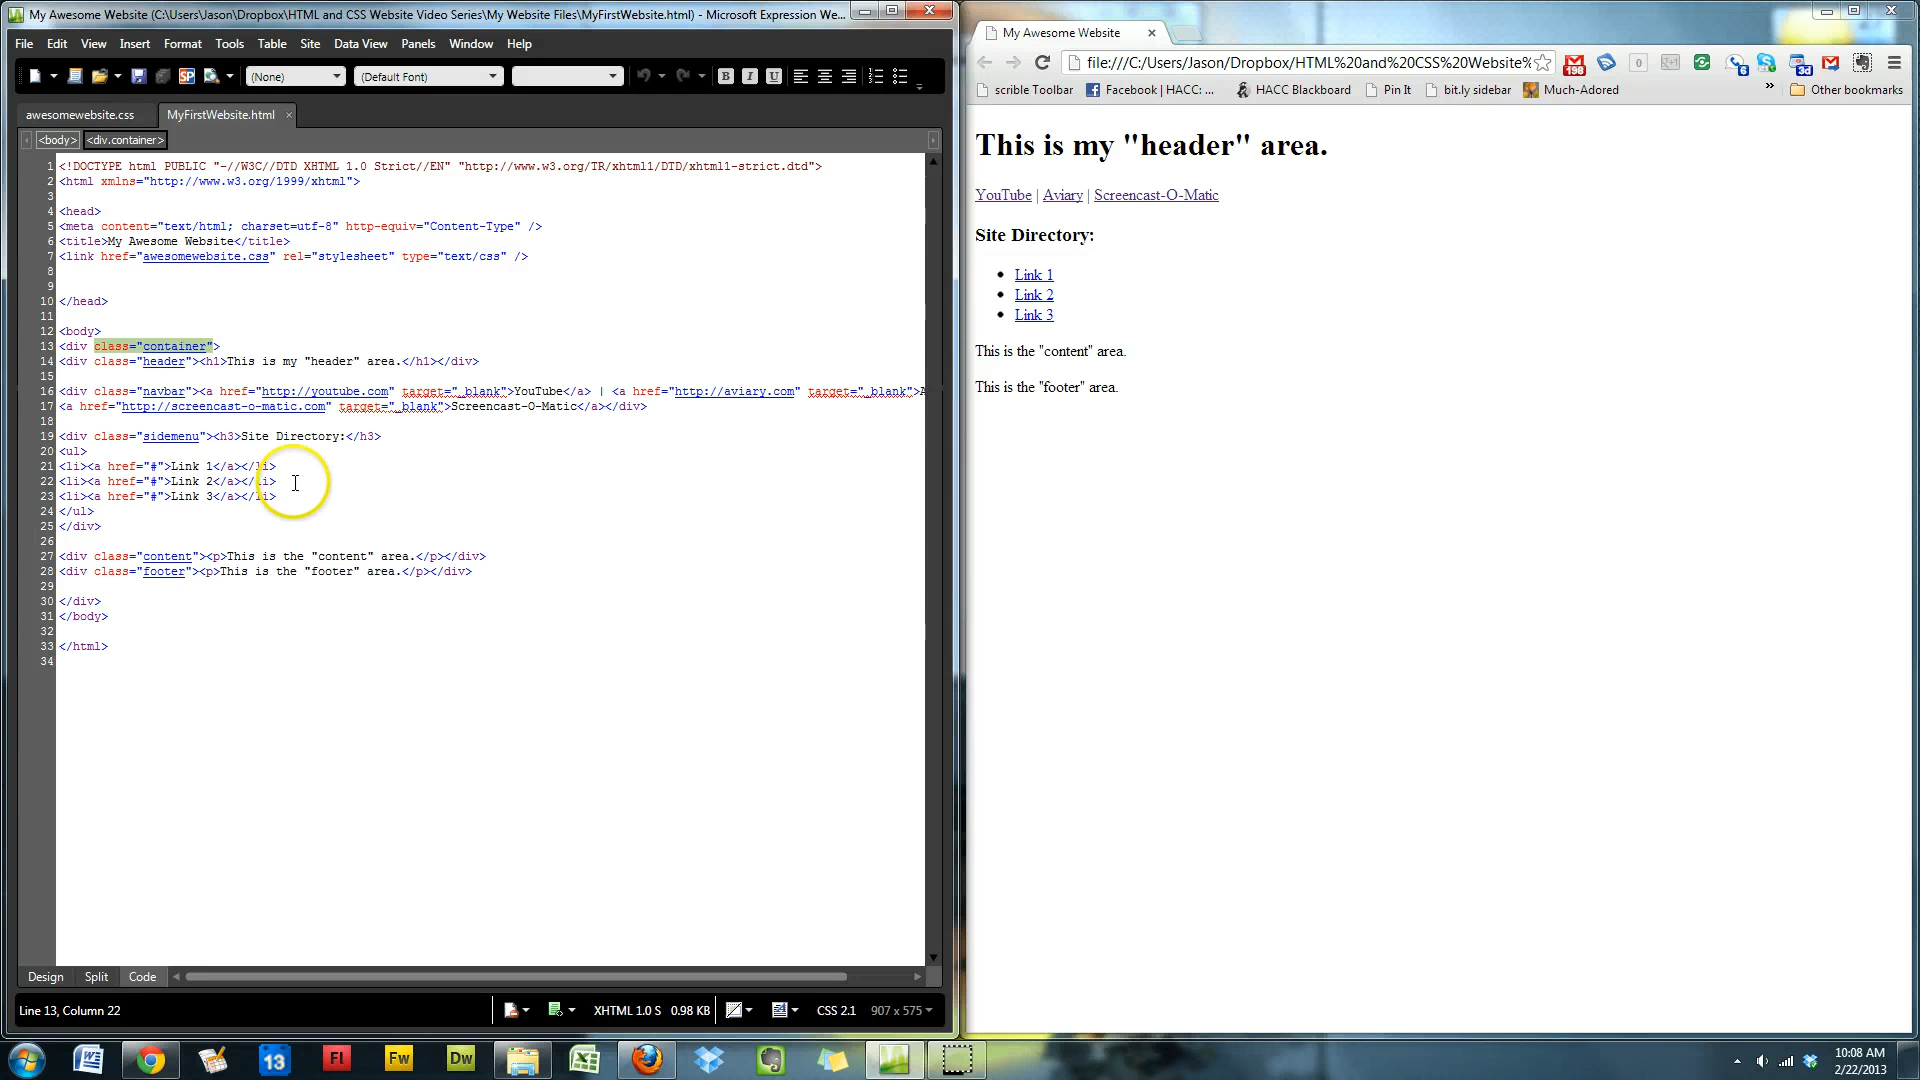 My Awesome Website (C:\Users\Jason\Dropbox\HTML and CSS Website Video Series\My Website Files\MyFirstWebsite.html) - Microsoft Expression We...
File Edit View Insert Format Tools Site Table Data View Panels Window Help
(None) (Default Font) B I U
awesomewebsite.css MyFirstWebsite.html ×
<body> <div.container>
1 <!DOCTYPE html PUBLIC "-//W3C//DTD XHTML 1.0 Strict//EN" "http://www.w3.org/TR/xhtml1/DTD/xhtml1-strict.dtd">
2 <html xmlns="http://www.w3.org/1999/xhtml">
3
4 <head>
5 <meta content="text/html; charset=utf-8" http-equiv="Content-Type" />
6 <title>My Awesome Website</title>
7 <link href="awesomewebsite.css" rel="stylesheet" type="text/css" />
8
9
10 </head>
11
12 <body>
13 <div class="container">
14 <div class="header"><h1>This is my "header" area.</h1></div>
15
16 <div class="navbar"><a href="http://youtube.com" target="_blank">YouTube</a> | <a href="http://aviary.com" target="_blank">A
17 <a href="http://screencast-o-matic.com" target="_blank">Screencast-O-Matic</a></div>
18
19 <div class="sidemenu"><h3>Site Directory:</h3>
20 <ul>
21 <li><a href="#">Link 1</a></li>
22 <li><a href="#">Link 2</a></li>
23 <li><a href="#">Link 3</a></li>
24 </ul>
25 </div>
26
27 <div class="content"><p>This is the "content" area.</p></div>
28 <div class="footer"><p>This is the "footer" area.</p></div>
29
30 </div>
31 </body>
32
33 </html>
34
Design Split Code
Line 13, Column 22 XHTML 1.0 S 0.98 KB CSS 2.1 907 x 575
My Awesome Website ×
file:///C:/Users/Jason/Dropbox/HTML%20and%20CSS%20Website%
scrible Toolbar Facebook | HACC: ... HACC Blackboard Pin It bit.ly sidebar Much-Adored » Other bookmarks
This is my "header" area.
YouTube | Aviary | Screencast-O-Matic
Site Directory:
Link 1
Link 2
Link 3
This is the "content" area.
This is the "footer" area.
13 Fl Fw Dw
10:08 AM
2/22/2013